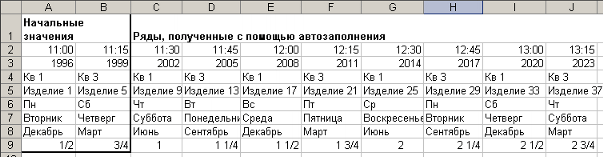 A B C D E F G H I J
1 Начальные значения Ряды, полученные с помощью автозаполнения
2 11:00 11:15 11:30 11:45 12:00 12:15 12:30 12:45 13:00 13:15
3 1996 1999 2002 2005 2008 2011 2014 2017 2020 2023
4 Кв 1 Кв 3 Кв 1 Кв 3 Кв 1 Кв 3 Кв 1 Кв 3 Кв 1 Кв 3
5 Изделие 1 Изделие 5 Изделие 9 Изделие 13 Изделие 17 Изделие 21 Изделие 25 Изделие 29 Изделие 33 Изделие 37
6 Пн Сб Чт Вт Вс Пт Ср Пн Сб Чт
7 Вторник Четверг Суббота Понедельн Среда Пятница Воскресень Вторник Четверг Суббота
8 Декабрь Март Июнь Сентябрь Декабрь Март Июнь Сентябрь Декабрь Март
9 1/2 3/4 1 1 1/4 1 1/2 1 3/4 2 2 1/4 2 1/2 2 3/4